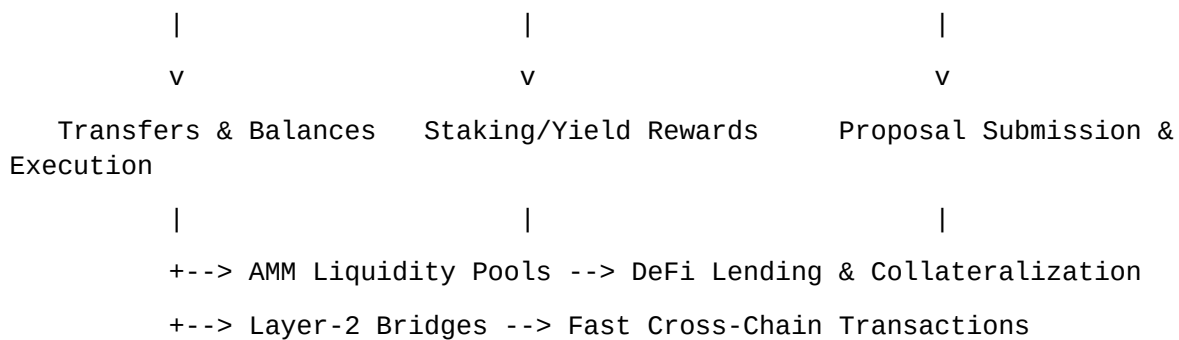 | | |
v v v
Transfers & Balances Staking/Yield Rewards Proposal Submission &
Execution
| | |
+--> AMM Liquidity Pools --> DeFi Lending & Collateralization
+--> Layer-2 Bridges --> Fast Cross-Chain Transactions